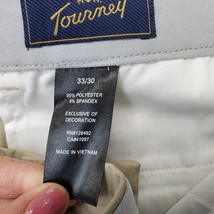 Tourney
33/30
95% POLYESTER
5% SPANDEX
EXCLUSIVE OF
DECORATION
RN#128492
CA#41097
MADE IN VIETNAM